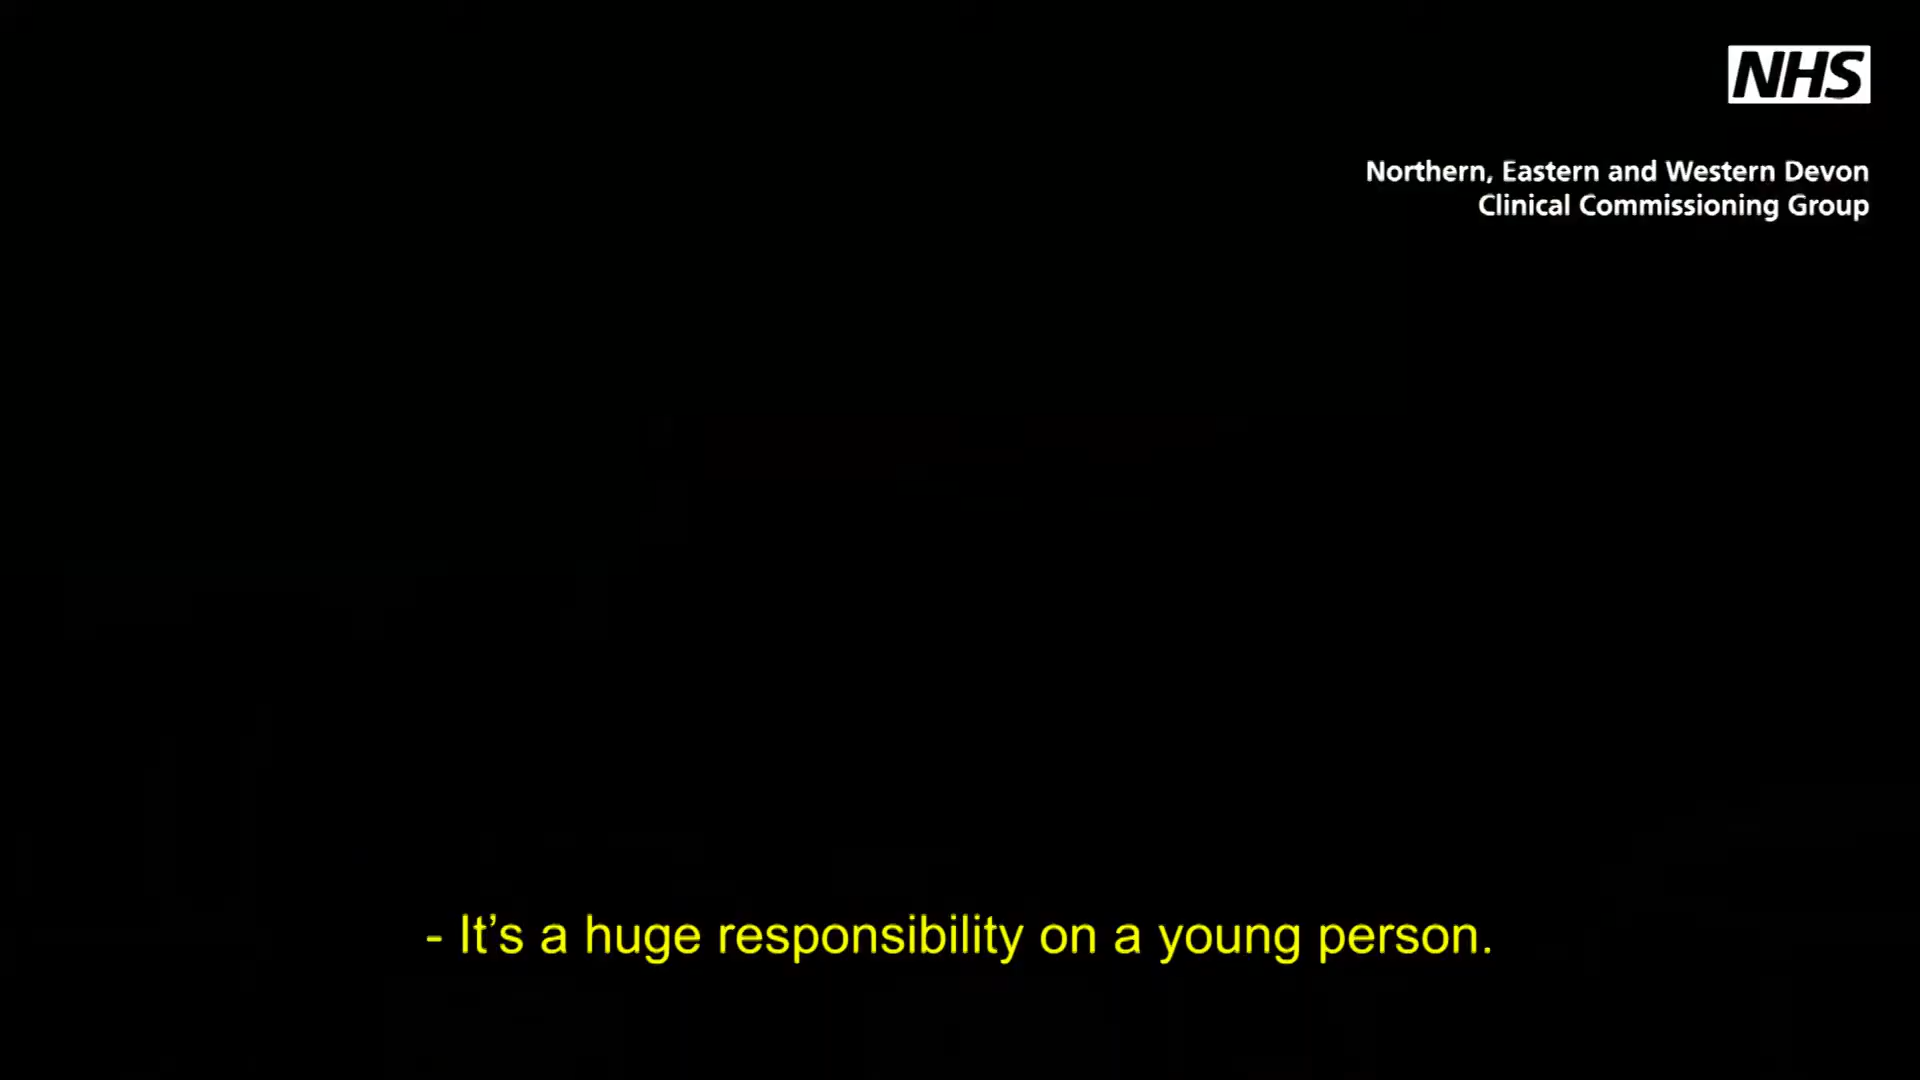 NHS
Northern, Eastern and Western Devon
Clinical Commissioning Group
- It’s a huge responsibility on a young person.